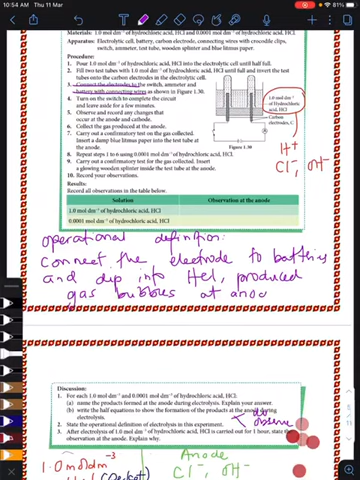 10:54 AM Thu 11 Mar
Materials: 1.0 mol dm⁻³ of hydrochloric acid, HCl and 0.0001 mol dm⁻³ of hydrochloric acid, HCl.
Apparatus: Electrolytic cell, battery, carbon electrode, connecting wires with crocodile clips,
switch, ammeter, test tube, wooden splinter and blue litmus paper.
Procedure:
1. Pour 1.0 mol dm⁻³ of hydrochloric acid, HCl into the electrolytic cell until half full.
2. Fill two test tubes with 1.0 mol dm⁻³ of hydrochloric acid, HCl until full and invert the test
tubes onto the carbon electrodes in the electrolytic cell.
3. Connect the electrodes to the switch, ammeter and
battery with connecting wires as shown in Figure 1.30.
4. Turn on the switch to complete the circuit
and leave aside for a few minutes.
5. Observe and record any changes that
occur at the anode and cathode.
6. Collect the gas produced at the anode.
7. Carry out a confirmatory test on the gas collected.
Insert a damp blue litmus paper into the test tube at
the anode.
8. Repeat steps 1 to 6 using 0.0001 mol dm⁻³ of hydrochloric acid, HCl.
9. Carry out a confirmatory test for the gas collected. Insert
a glowing wooden splinter inside the test tube at the anode.
10. Record your observations.
1.0 mol dm⁻³
of Hydrochloric
acid, HCl
Carbon
electrodes, C
A
Figure 1.30
H⁺
Cl⁻, OH⁻
Results:
Record all observations in the table below.
Solution Observation at the anode
1.0 mol dm⁻³ of hydrochloric acid, HCl
0.0001 mol dm⁻³ of hydrochloric acid, HCl
operational definition:
connect the electrode to batteries
and dip into HCl, produced
gas bubbles at anod
Discussion:
1. For each 1.0 mol dm⁻³ and 0.0001 mol dm⁻³ of hydrochloric acid, HCl:
(a) name the products formed at the anode during electrolysis. Explain your answer.
(b) write the half equations to show the formation of the products at the anode during
electrolysis.
2. State the operational definition of electrolysis in this experiment.
3. After electrolysis of 1.0 mol dm⁻³ of hydrochloric acid, HCl is carried out for 1 hour, state the
observation at the anode. Explain why.
< do
observe
1.0 moldm⁻³
Anode
Cl⁻, OH⁻